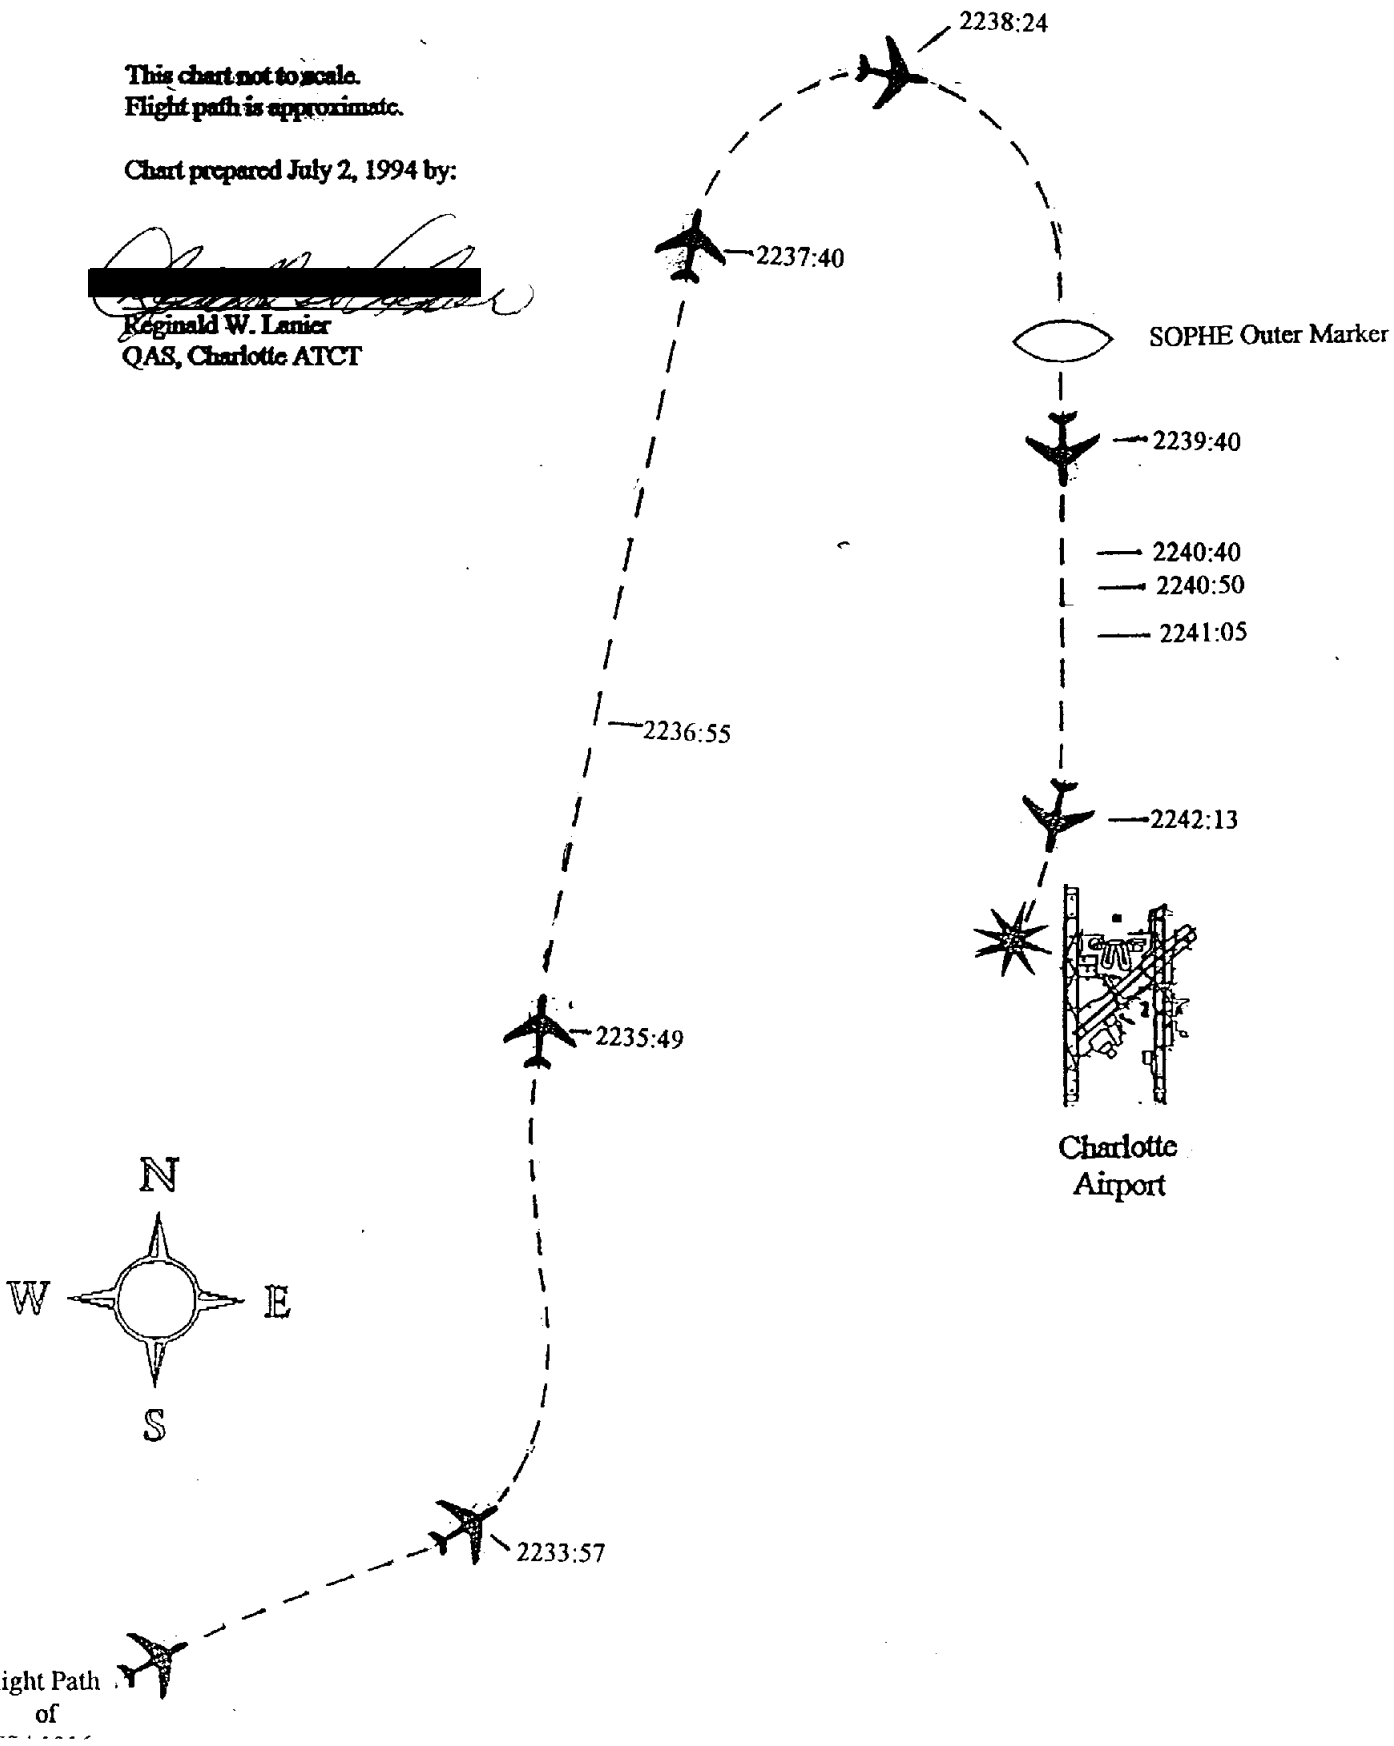 This chart not to scale.
Flight path is approximate.
Chart prepared July 2, 1994 by:
Reginald W. Lanier
QAS, Charlotte ATCT
2238:24
2237:40
SOPHE Outer Marker
2239:40
2240:40
2240:50
2241:05
2236:55
2242:13
2235:49
Charlotte
Airport
N
W E
S
2233:57
ight Path
of